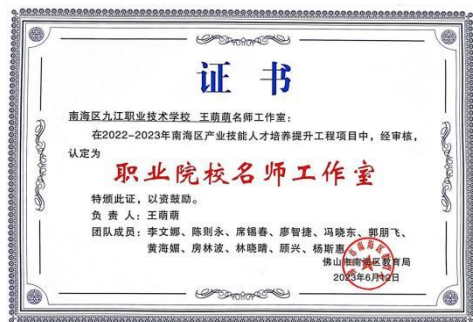 证书
南海区九江职业技术学校 王萌萌名师工作室：
在2022-2023年南海区产业技能人才培养提升工程项目中，经审核，
认定为
职业院校名师工作室
特颁此证，以资鼓励。
负责人：王萌萌
团队成员：李文娜、陈则永、席锡春、廖智捷、冯晓东、郭朋飞、
黄海媚、房林波、林晓晴、顾兴、杨斯惠
佛山市南海区教育局
2023年6月12日